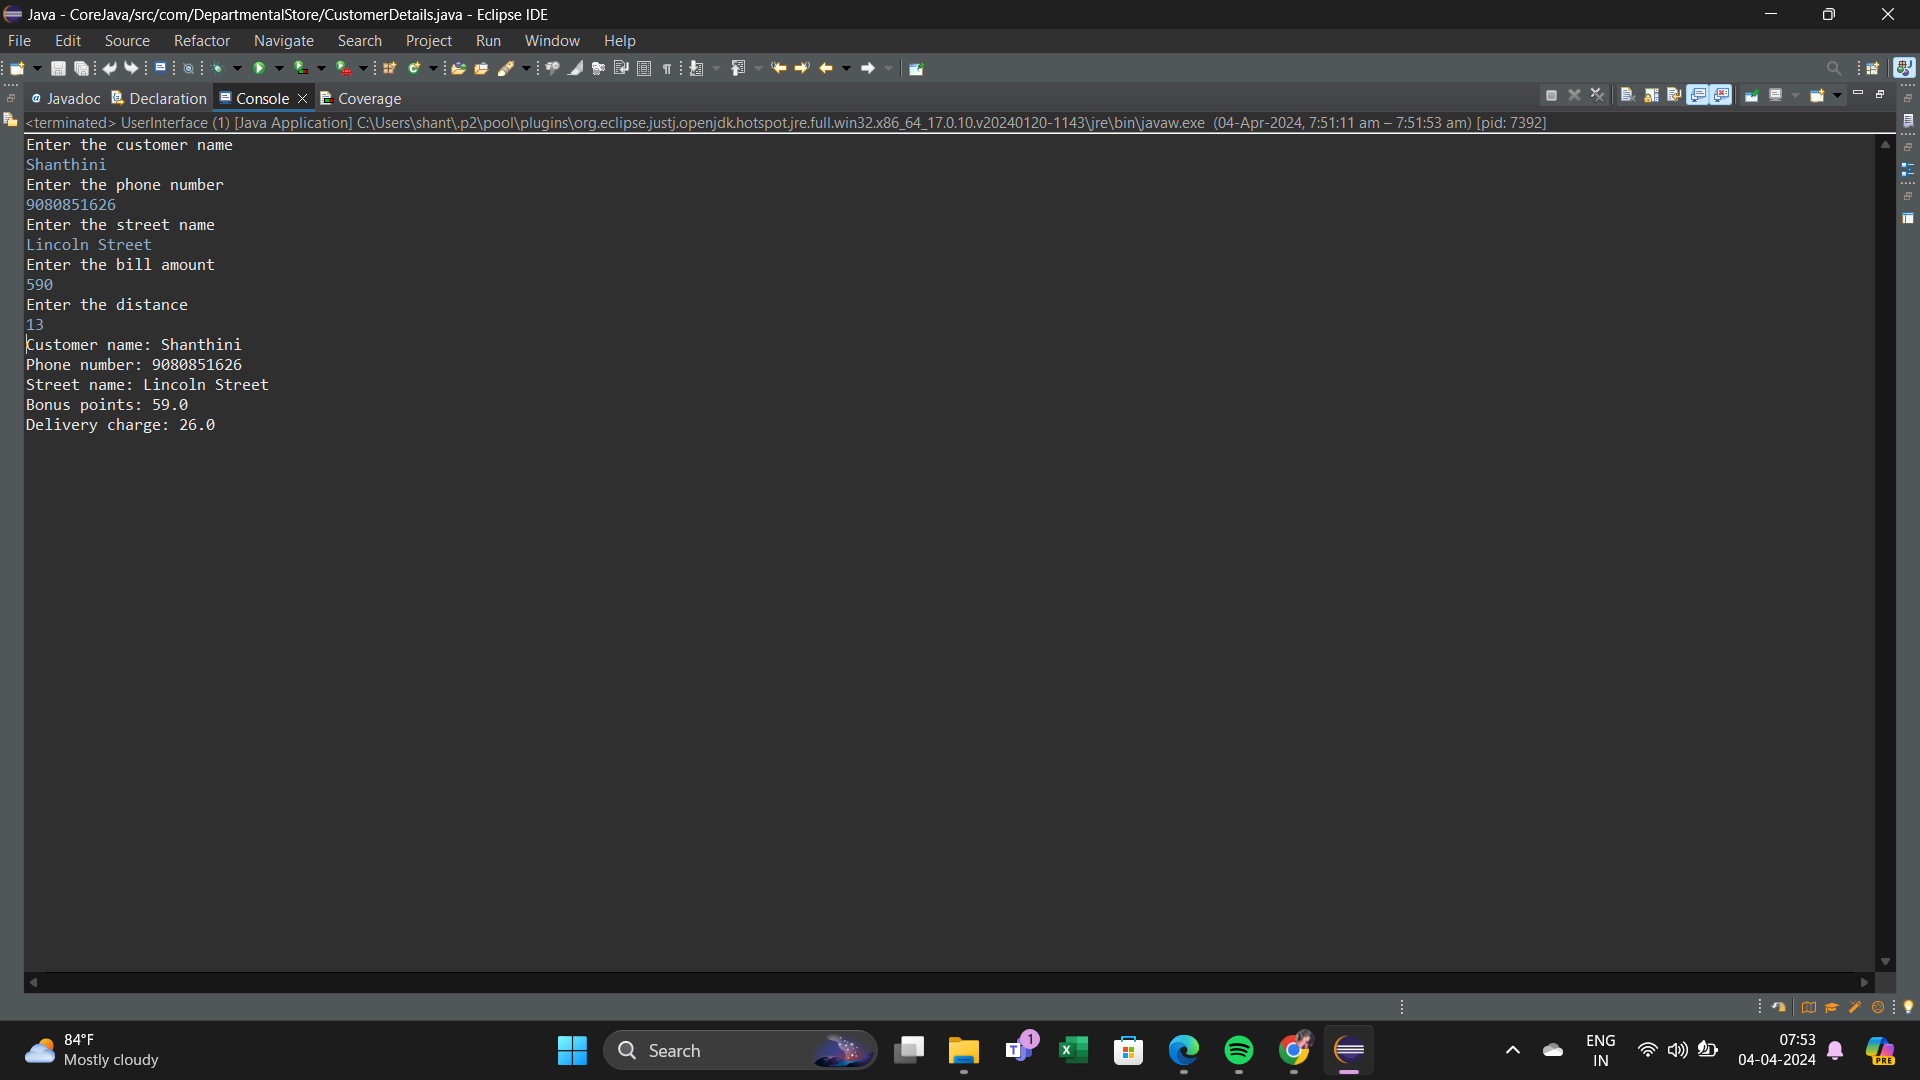 Java - CoreJava/src/com/DepartmentalStore/CustomerDetails.java - Eclipse IDE
File Edit Source Refactor Navigate Search Project Run Window Help
Javadoc Declaration Console Coverage
<terminated> UserInterface (1) [Java Application] C:\Users\shant\.p2\pool\plugins\org.eclipse.justj.openjdk.hotspot.jre.full.win32.x86_64_17.0.10.v20240120-1143\jre\bin\javaw.exe (04-Apr-2024, 7:51:11 am – 7:51:53 am) [pid: 7392]
Enter the customer name
Shanthini
Enter the phone number
9080851626
Enter the street name
Lincoln Street
Enter the bill amount
590
Enter the distance
13
Customer name: Shanthini
Phone number: 9080851626
Street name: Lincoln Street
Bonus points: 59.0
Delivery charge: 26.0
84°F
Mostly cloudy
Search
1
ENG
IN
07:53
04-04-2024
PRE